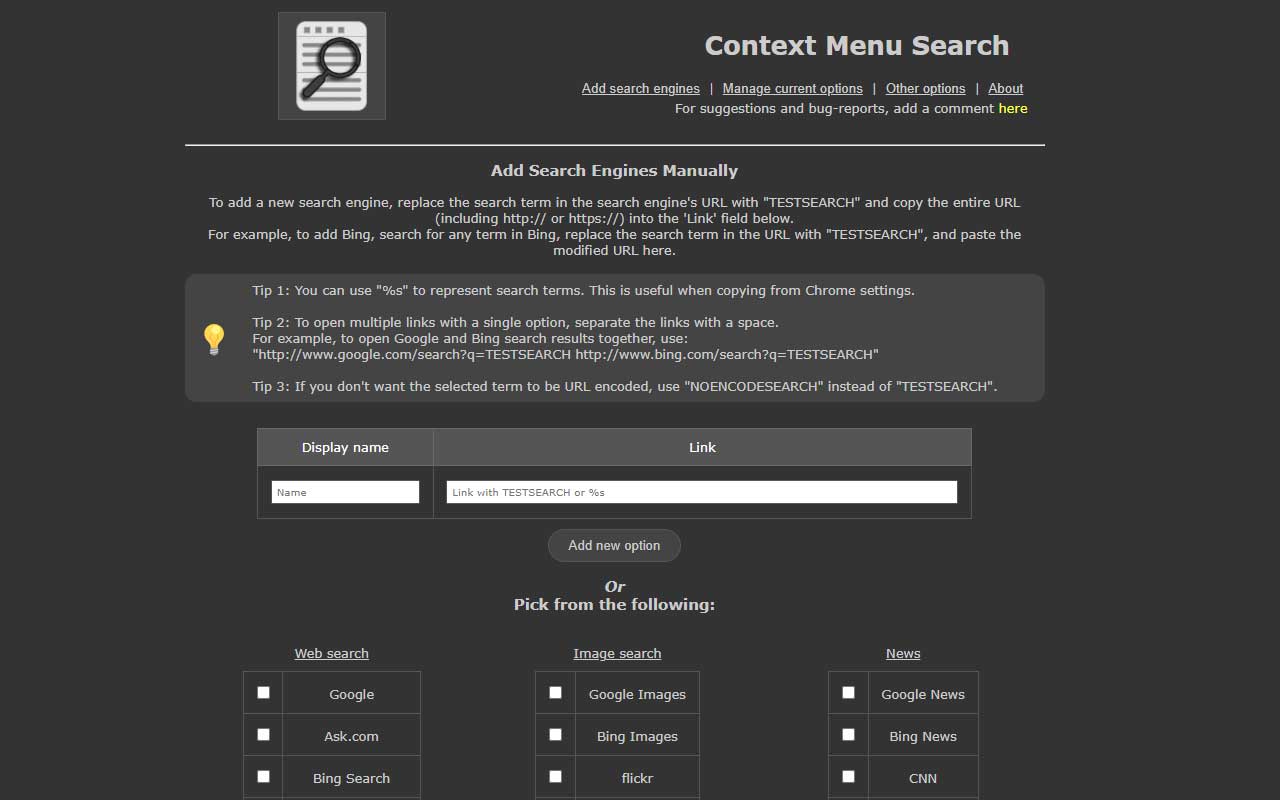 Context Menu Search
Add search engines | Manage current options | Other options | About
For suggestions and bug-reports, add a comment here
Add Search Engines Manually
To add a new search engine, replace the search term in the search engine's URL with "TESTSEARCH" and copy the entire URL
(including http:// or https://) into the 'Link' field below.
For example, to add Bing, search for any term in Bing, replace the search term in the URL with "TESTSEARCH", and paste the
modified URL here.
Tip 1: You can use "%s" to represent search terms. This is useful when copying from Chrome settings.
Tip 2: To open multiple links with a single option, separate the links with a space.
For example, to open Google and Bing search results together, use:
"http://www.google.com/search?q=TESTSEARCH http://www.bing.com/search?q=TESTSEARCH"
Tip 3: If you don't want the selected term to be URL encoded, use "NOENCODESEARCH" instead of "TESTSEARCH".
Display name Link
Name Link with TESTSEARCH or %s
Add new option
Or
Pick from the following:
Web search Image search News
Google Google Images Google News
Ask.com Bing Images Bing News
Bing Search flickr CNN